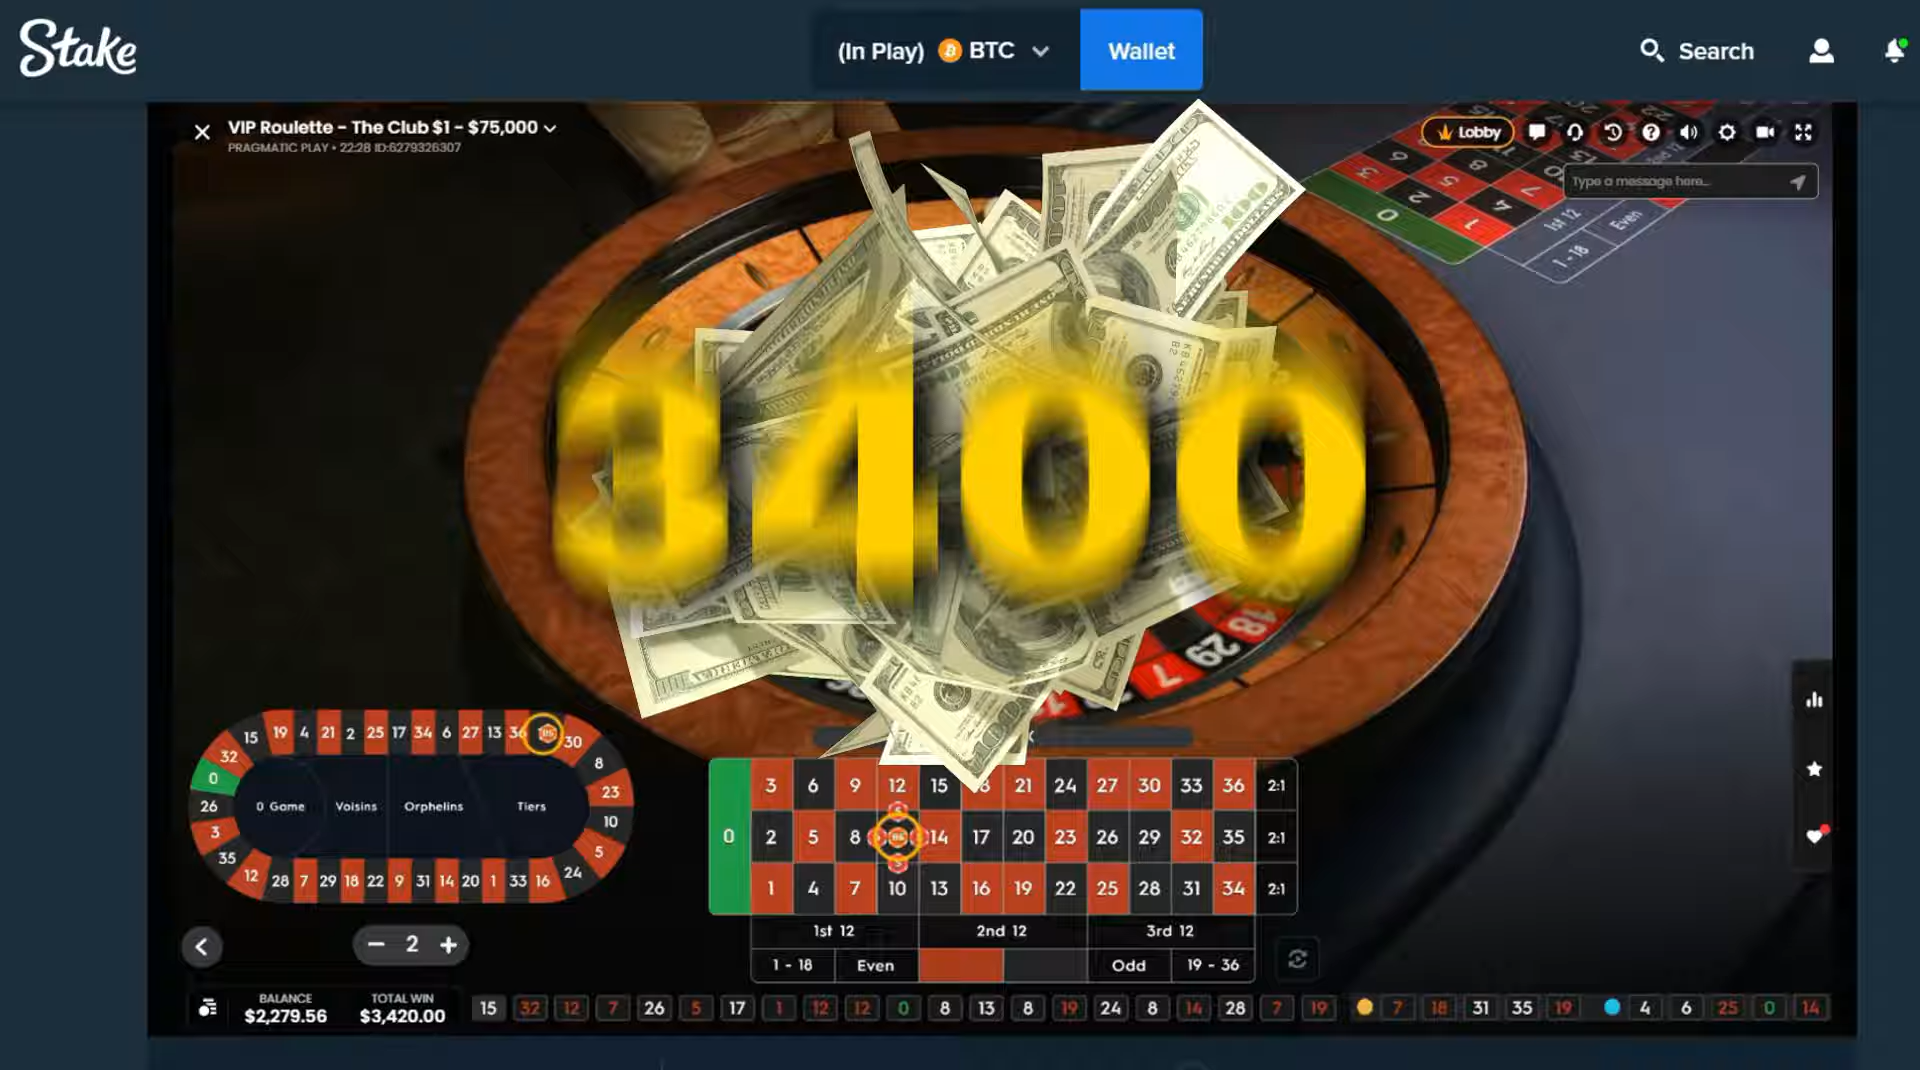 Stake
(In Play) BTC
Wallet
Search
VIP Roulette - The Club $1 - $75,000
PRAGMATIC PLAY • 22:28 ID:6279326307
Lobby
Type a message here...
3400
15 19 4 21 2 25 17 34 6 27 13 36 30
32 8
0 23
26 10
3 5
35 24
12 28 7 29 18 22 9 31 14 20 1 33 16
0 Game Voisins Orphelins Tiers
3 6 9 12 15 18 21 24 27 30 33 36 2:1
0 2 5 8 14 17 20 23 26 29 32 35 2:1
1 4 7 10 13 16 19 22 25 28 31 34 2:1
1st 12 2nd 12 3rd 12
1 - 18 Even Odd 19 - 36
2
BALANCE TOTAL WIN
$2,279.56 $3,420.00
15 32 12 7 26 5 17 1 12 12 0 8 13 8 19 24 8 14 28 7 19 7 18 31 35 19 4 6 25 0 14